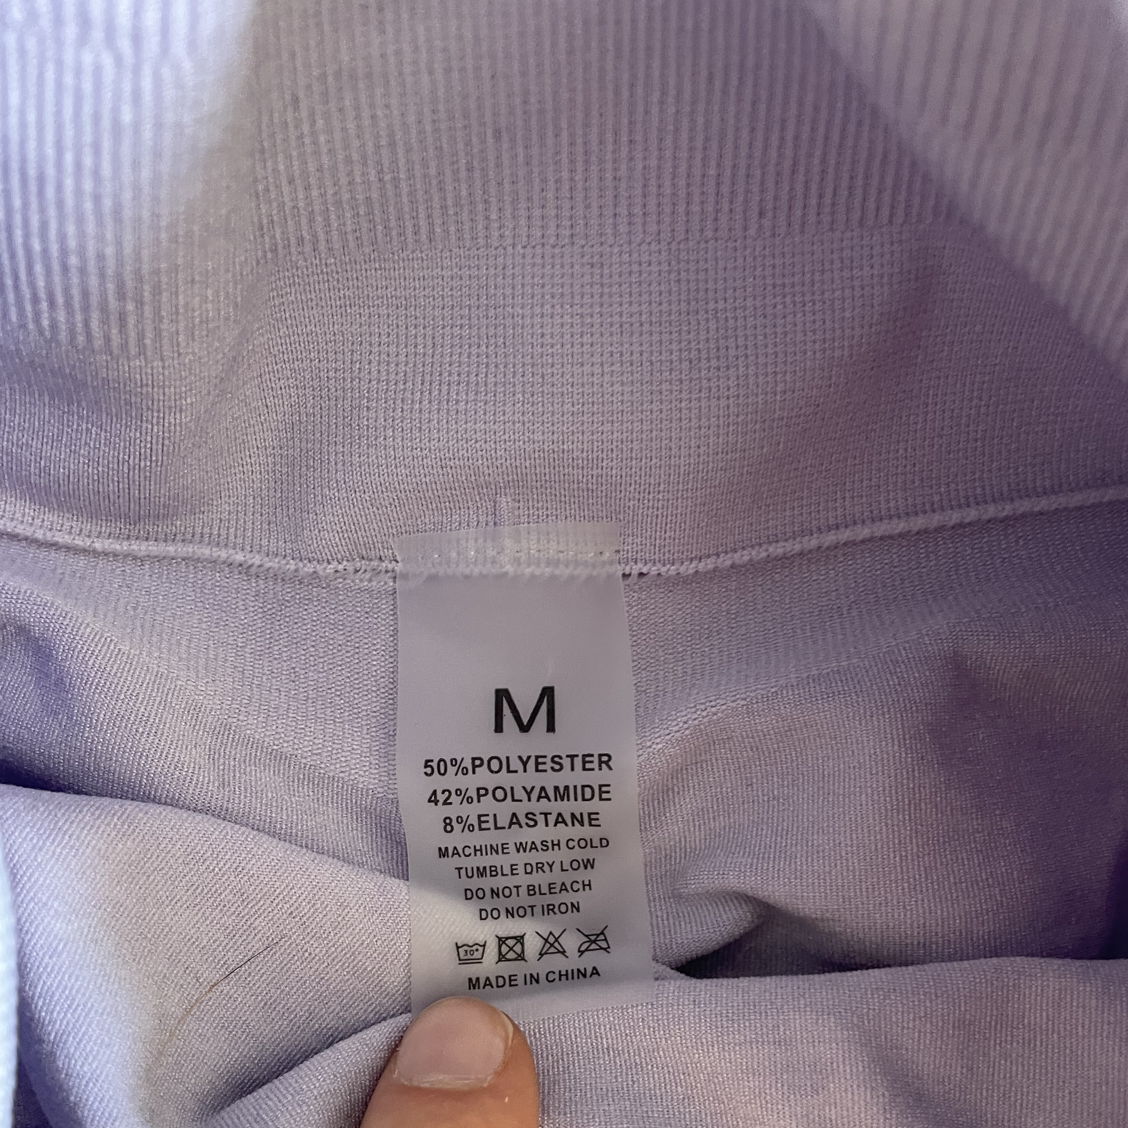 M
50%POLYESTER
42%POLYAMIDE
8%ELASTANE
MACHINE WASH COLD
TUMBLE DRY LOW
DO NOT BLEACH
DO NOT IRON
30°
MADE IN CHINA